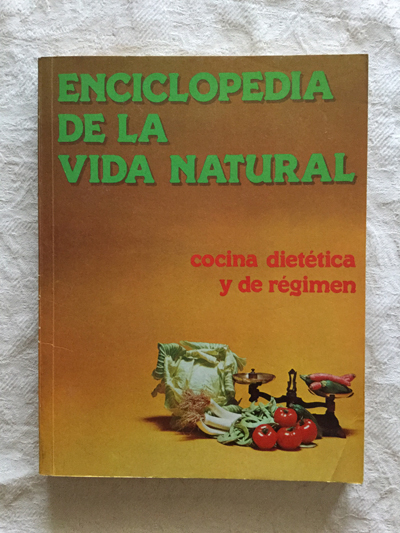 ENCICLOPEDIA
DE LA
VIDA NATURAL
cocina dietética
y de régimen